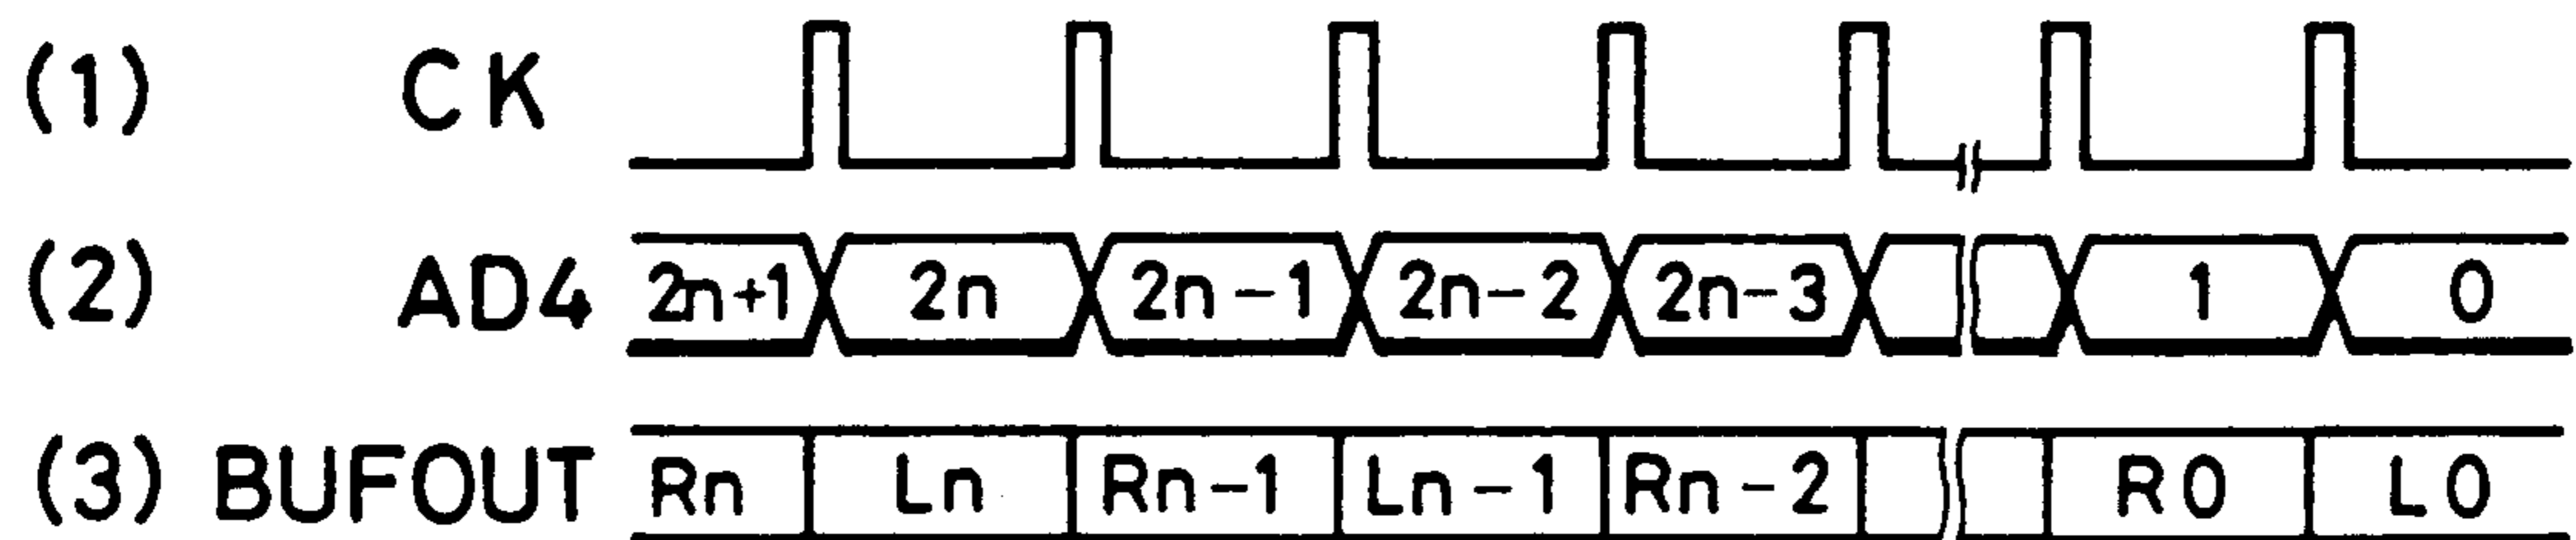 (1) CK
(2) AD4 2n+1 2n 2n-1 2n-2 2n-3 1 0
(3) BUFOUT Rn Ln Rn-1 Ln-1 Rn-2 R0 L0